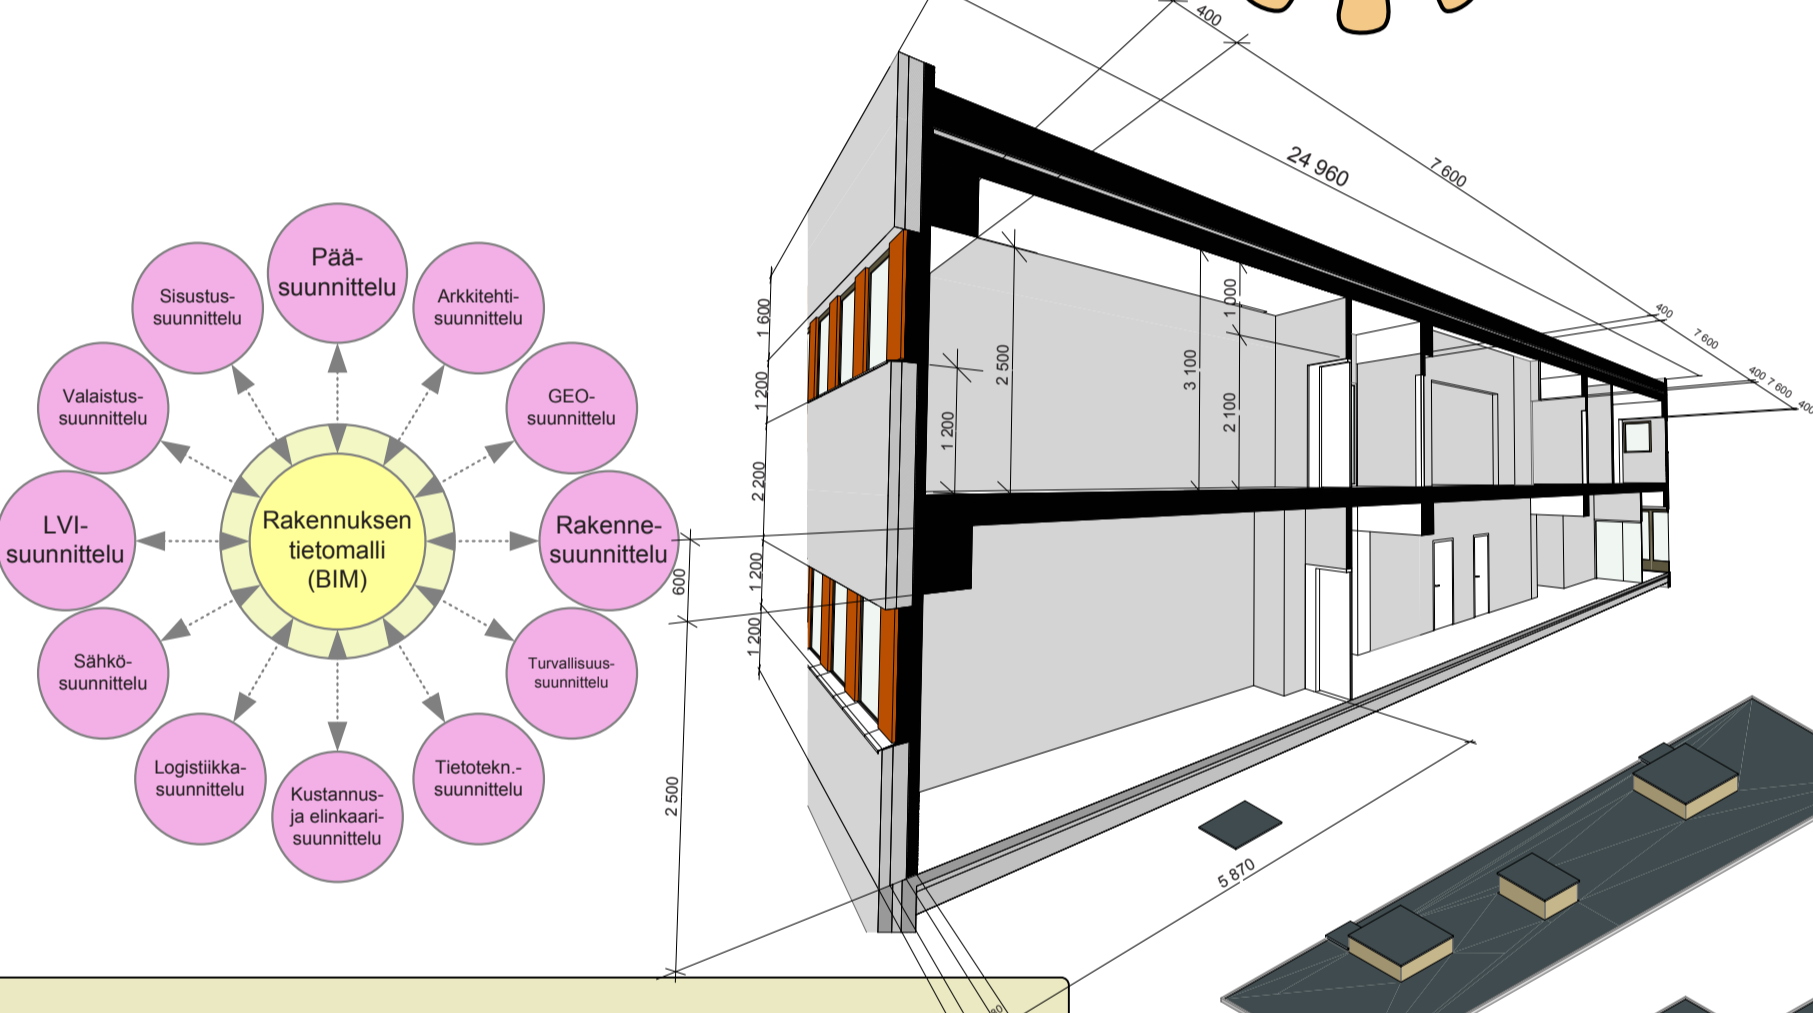 Pää-
suunnittelu
Arkkitehti-
suunnittelu
GEO-
suunnittelu
Rakenne-
suunnittelu
Turvallisuus-
suunnittelu
Tietotekn.-
suunnittelu
Kustannus-
ja elinkaari-
suunnittelu
Logistiikka-
suunnittelu
Sähkö-
suunnittelu
LVI-
suunnittelu
Valaistus-
suunnittelu
Sisustus-
suunnittelu
Rakennuksen
tietomalli
(BIM)
400
24 960
7 600
400
7 600
400
7 600
400
1 600
1 200
2 200
1 200
1 200
600
2 500
1 200
2 500
3 100
1 000
2 100
5 870